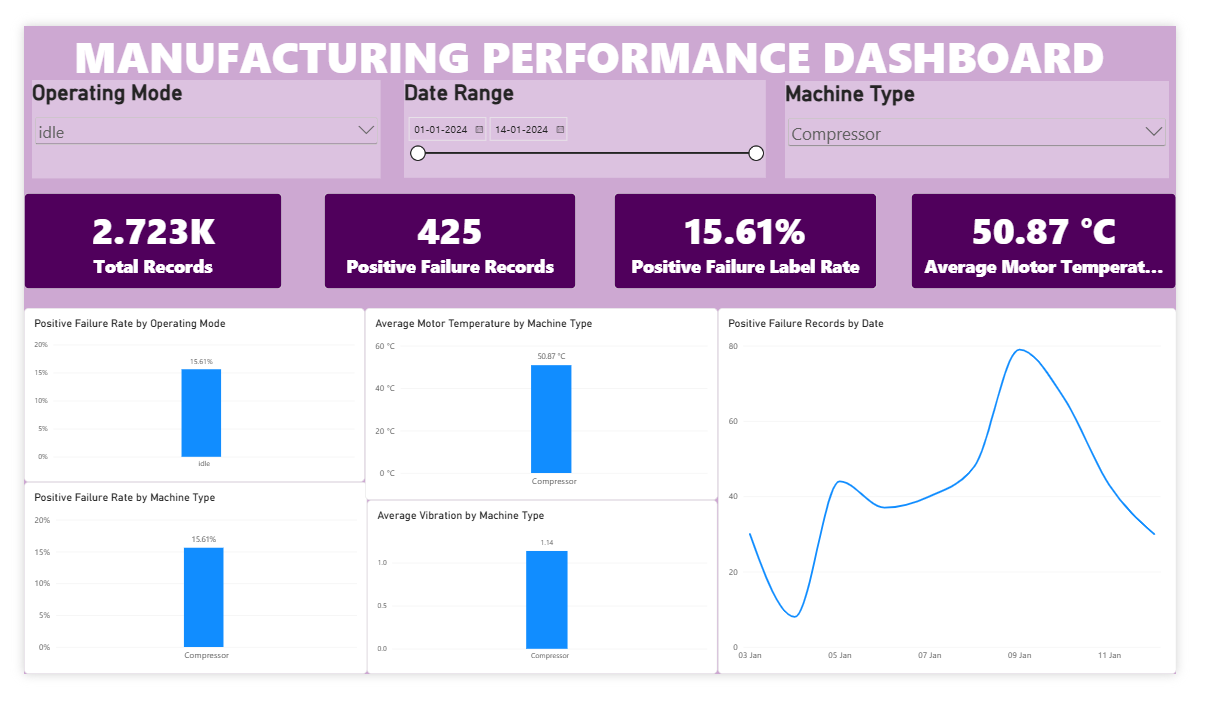 MANUFACTURING PERFORMANCE DASHBOARD
Operating Mode
idle
Date Range
01-01-2024 14-01-2024
Machine Type
Compressor
2.723K
Total Records
425
Positive Failure Records
15.61%
Positive Failure Label Rate
50.87 °C
Average Motor Temperat...
Positive Failure Rate by Operating Mode
20%
15%
10%
5%
0%
15.61%
idle
Positive Failure Rate by Machine Type
20%
15%
10%
5%
0%
15.61%
Compressor
Average Motor Temperature by Machine Type
60 °C
40 °C
20 °C
0 °C
50.87 °C
Compressor
Average Vibration by Machine Type
1.0
0.5
0.0
1.14
Compressor
Positive Failure Records by Date
80
60
40
20
0
03 Jan 05 Jan 07 Jan 09 Jan 11 Jan